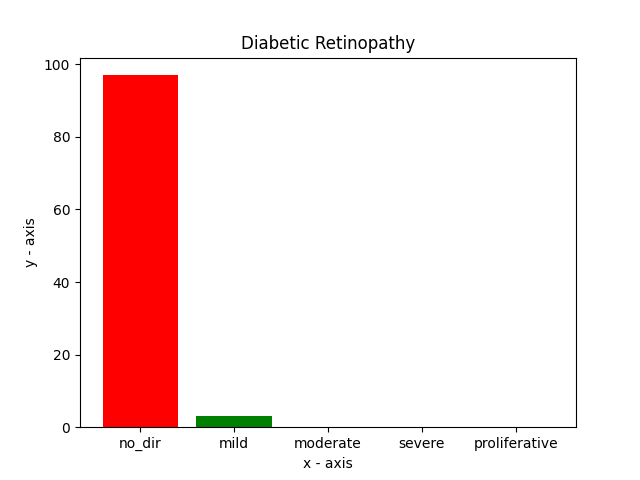 Diabetic Retinopathy
100
80
60
40
20
0
y - axis
no_dir mild moderate severe proliferative
x - axis